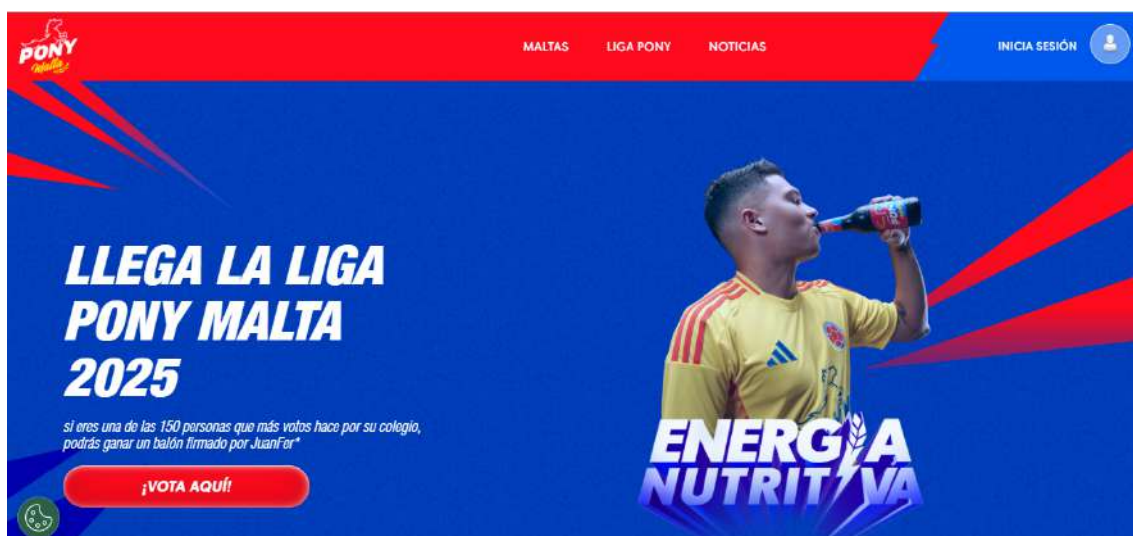 PONY
Malta
MALTAS
LIGA PONY
NOTICIAS
INICIA SESIÓN
LLEGA LA LIGA
PONY MALTA
2025
si eres una de las 150 personas que más votos hace por su colegio,
podrás ganar un balón firmado por JuanFer*
¡VOTA AQUÍ!
ENERGÍA
NUTRITIVA